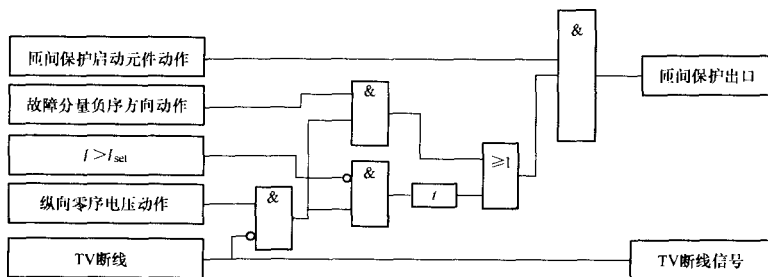 匝间保护启动元件动作
&
匝间保护出口
故障分量负序方向动作
&
I>Iset
≥1
&
t
纵向零序电压动作
&
TV断线
TV断线信号